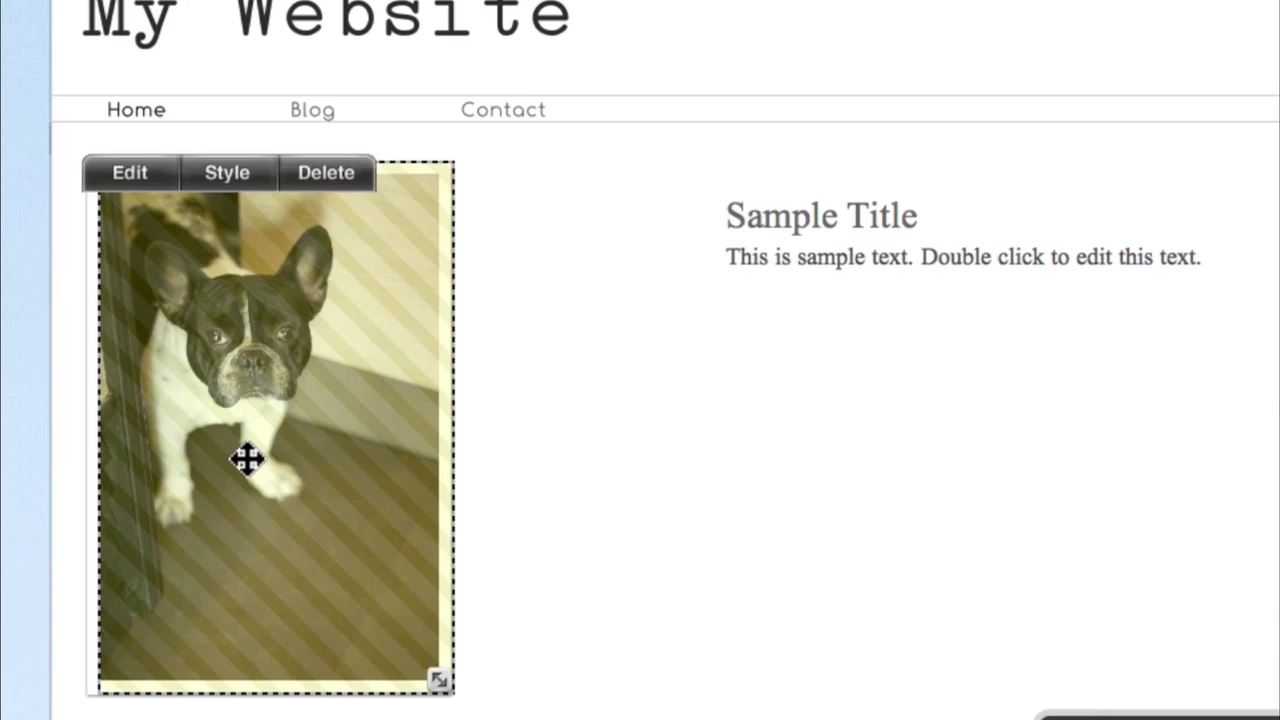 My Website
Home Blog Contact
Edit Style Delete
Sample Title
This is sample text. Double click to edit this text.